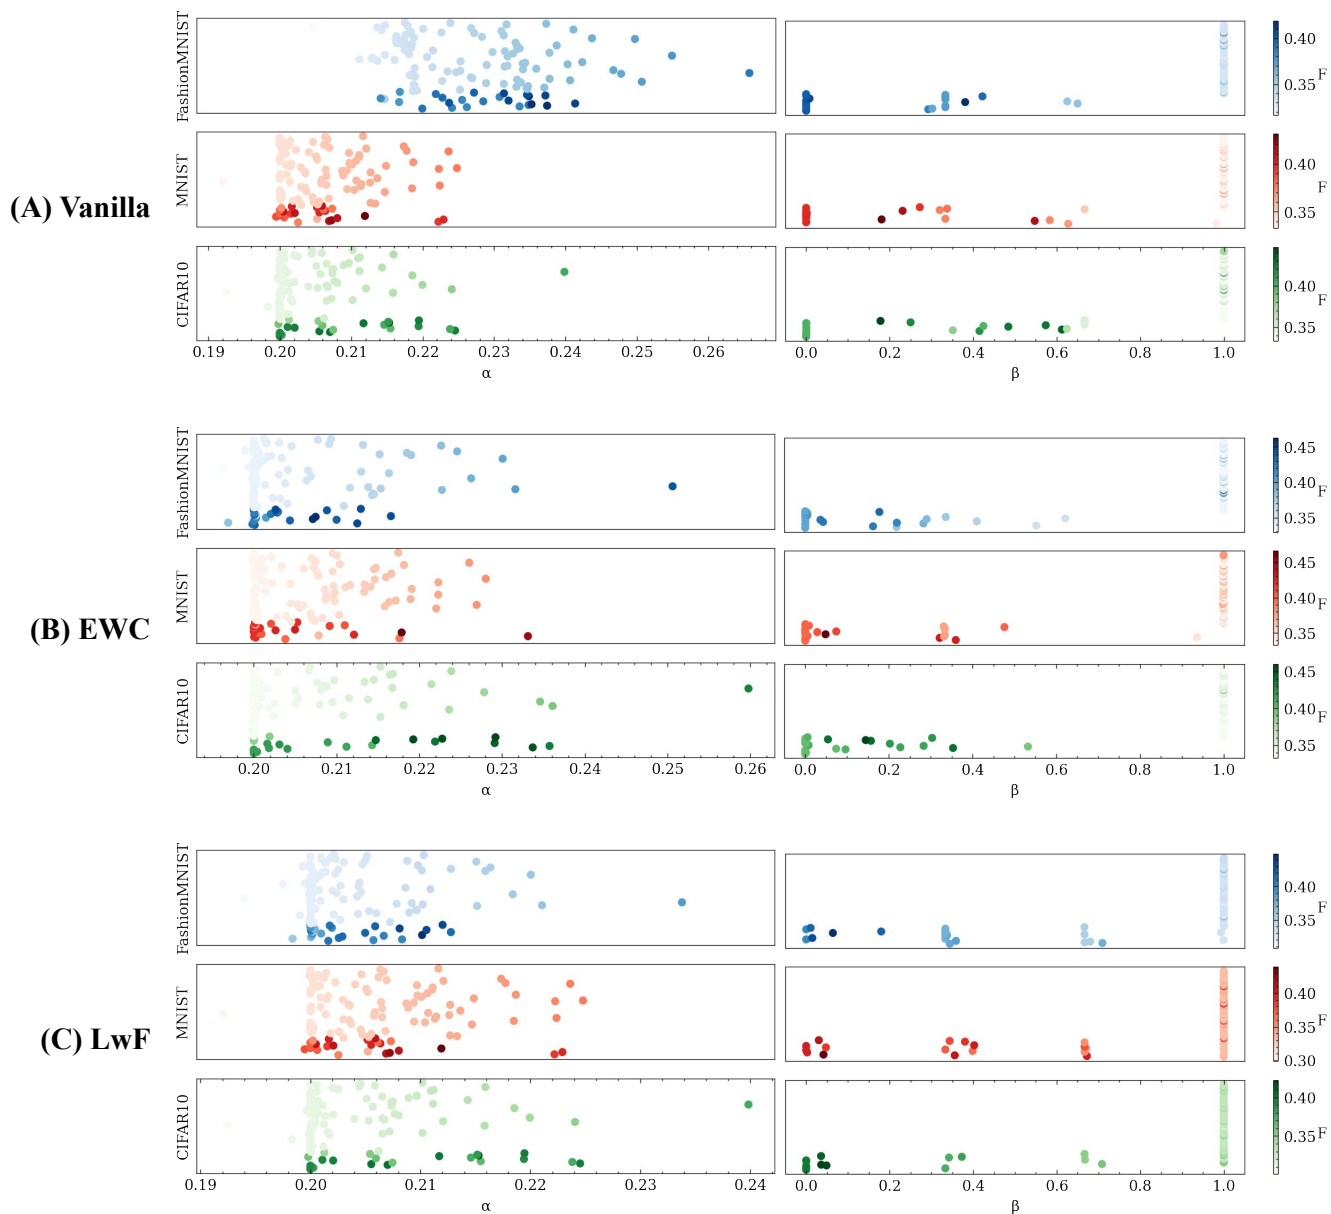 FashionMNIST
0.40
0.35
F
(A) Vanilla
MNIST
0.40
0.35
F
CIFAR10
0.40
0.35
F
0.19 0.20 0.21 0.22 0.23 0.24 0.25 0.26
α
0.0 0.2 0.4 0.6 0.8 1.0
β
FashionMNIST
0.45
0.40
0.35
F
(B) EWC
MNIST
0.45
0.40
0.35
F
CIFAR10
0.45
0.40
0.35
F
0.20 0.21 0.22 0.23 0.24 0.25 0.26
α
0.0 0.2 0.4 0.6 0.8 1.0
β
FashionMNIST
0.40
0.35
F
(C) LwF
MNIST
0.40
0.35
0.30
F
CIFAR10
0.40
0.35
F
0.19 0.20 0.21 0.22 0.23 0.24
α
0.0 0.2 0.4 0.6 0.8 1.0
β